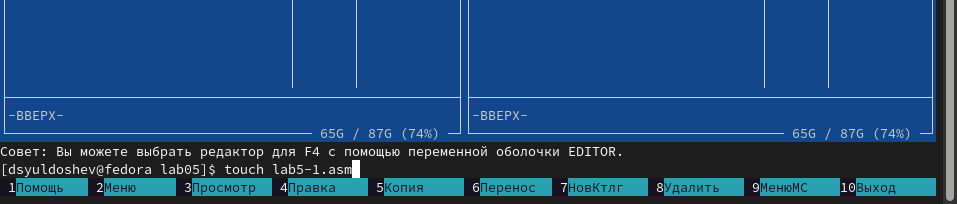 -ВВЕРХ- -ВВЕРХ-
65G / 87G (74%) 65G / 87G (74%)
Совет: Вы можете выбрать редактор для F4 с помощью переменной оболочки EDITOR.
[dsyuldoshev@fedora lab05]$ touch lab5-1.asm
1Помощь 2Меню 3Просмотр 4Правка 5Копия 6Перенос 7НовКтлг 8Удалить 9МенюMC 10Выход